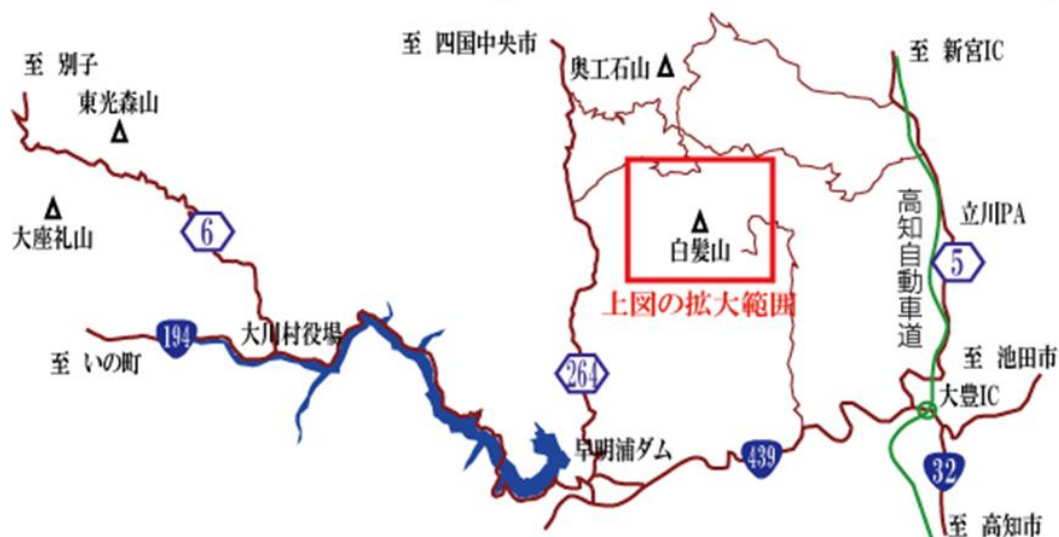 至 四国中央市
至 新宮IC
奥工石山
至 別子
東光森山
高知自動車道
立川PA
大座礼山
6
白髪山
5
上図の拡大範囲
194
大川村役場
至 いの町
264
至 池田市
大豊IC
早明浦ダム
439
32
至 高知市